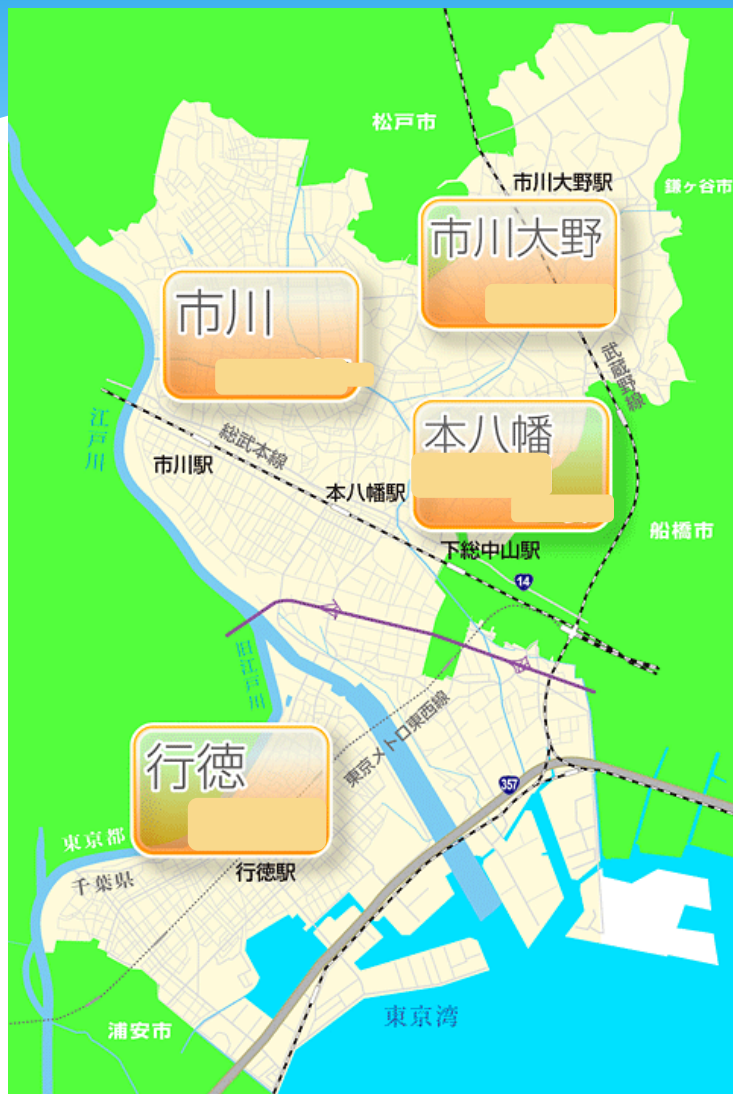 松戸市
市川大野駅
鎌ヶ谷市
市川大野
市川
武蔵野線
江戸川
総武本線
本八幡
市川駅
本八幡駅
船橋市
下総中山駅
14
旧江戸川
東京メトロ東西線
行徳
357
東京都
行徳駅
千葉県
東京湾
浦安市